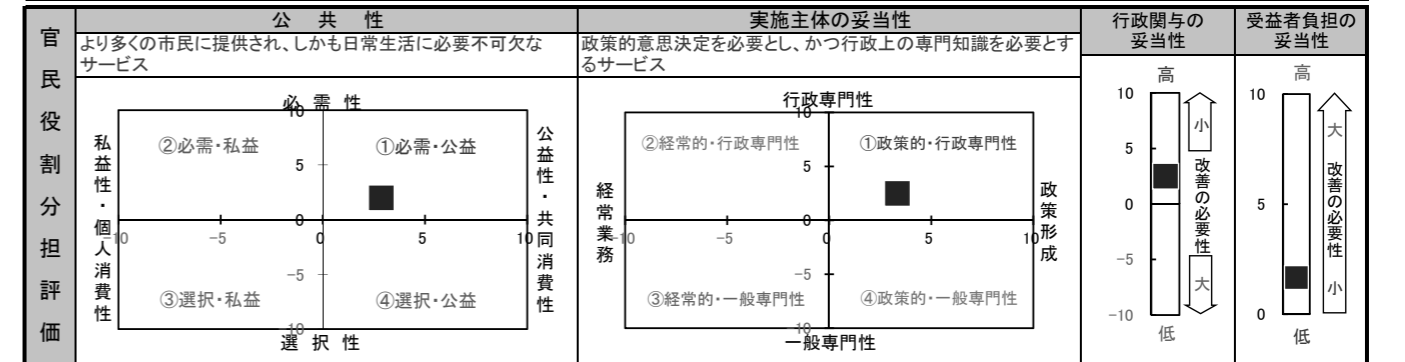 官民役割分担評価
公共性
より多くの市民に提供され、しかも日常生活に必要不可欠な
サービス
必需性
10
②必需・私益
①必需・公益
5
私益性・個人消費性
公益性・共同消費性
0
-10
-5
0
5
10
-5
③選択・私益
④選択・公益
-10
選択性
実施主体の妥当性
政策的意思決定を必要とし、かつ行政上の専門知識を必要とす
るサービス
行政専門性
10
②経常的・行政専門性
①政策的・行政専門性
5
経常業務
政策形成
0
-10
-5
0
5
10
-5
③経常的・一般専門性
④政策的・一般専門性
-10
一般専門性
行政関与の
妥当性
高
10
5
0
-5
-10
小
改善の必要性
大
低
受益者負担の
妥当性
高
10
5
0
大
改善の必要性
小
低